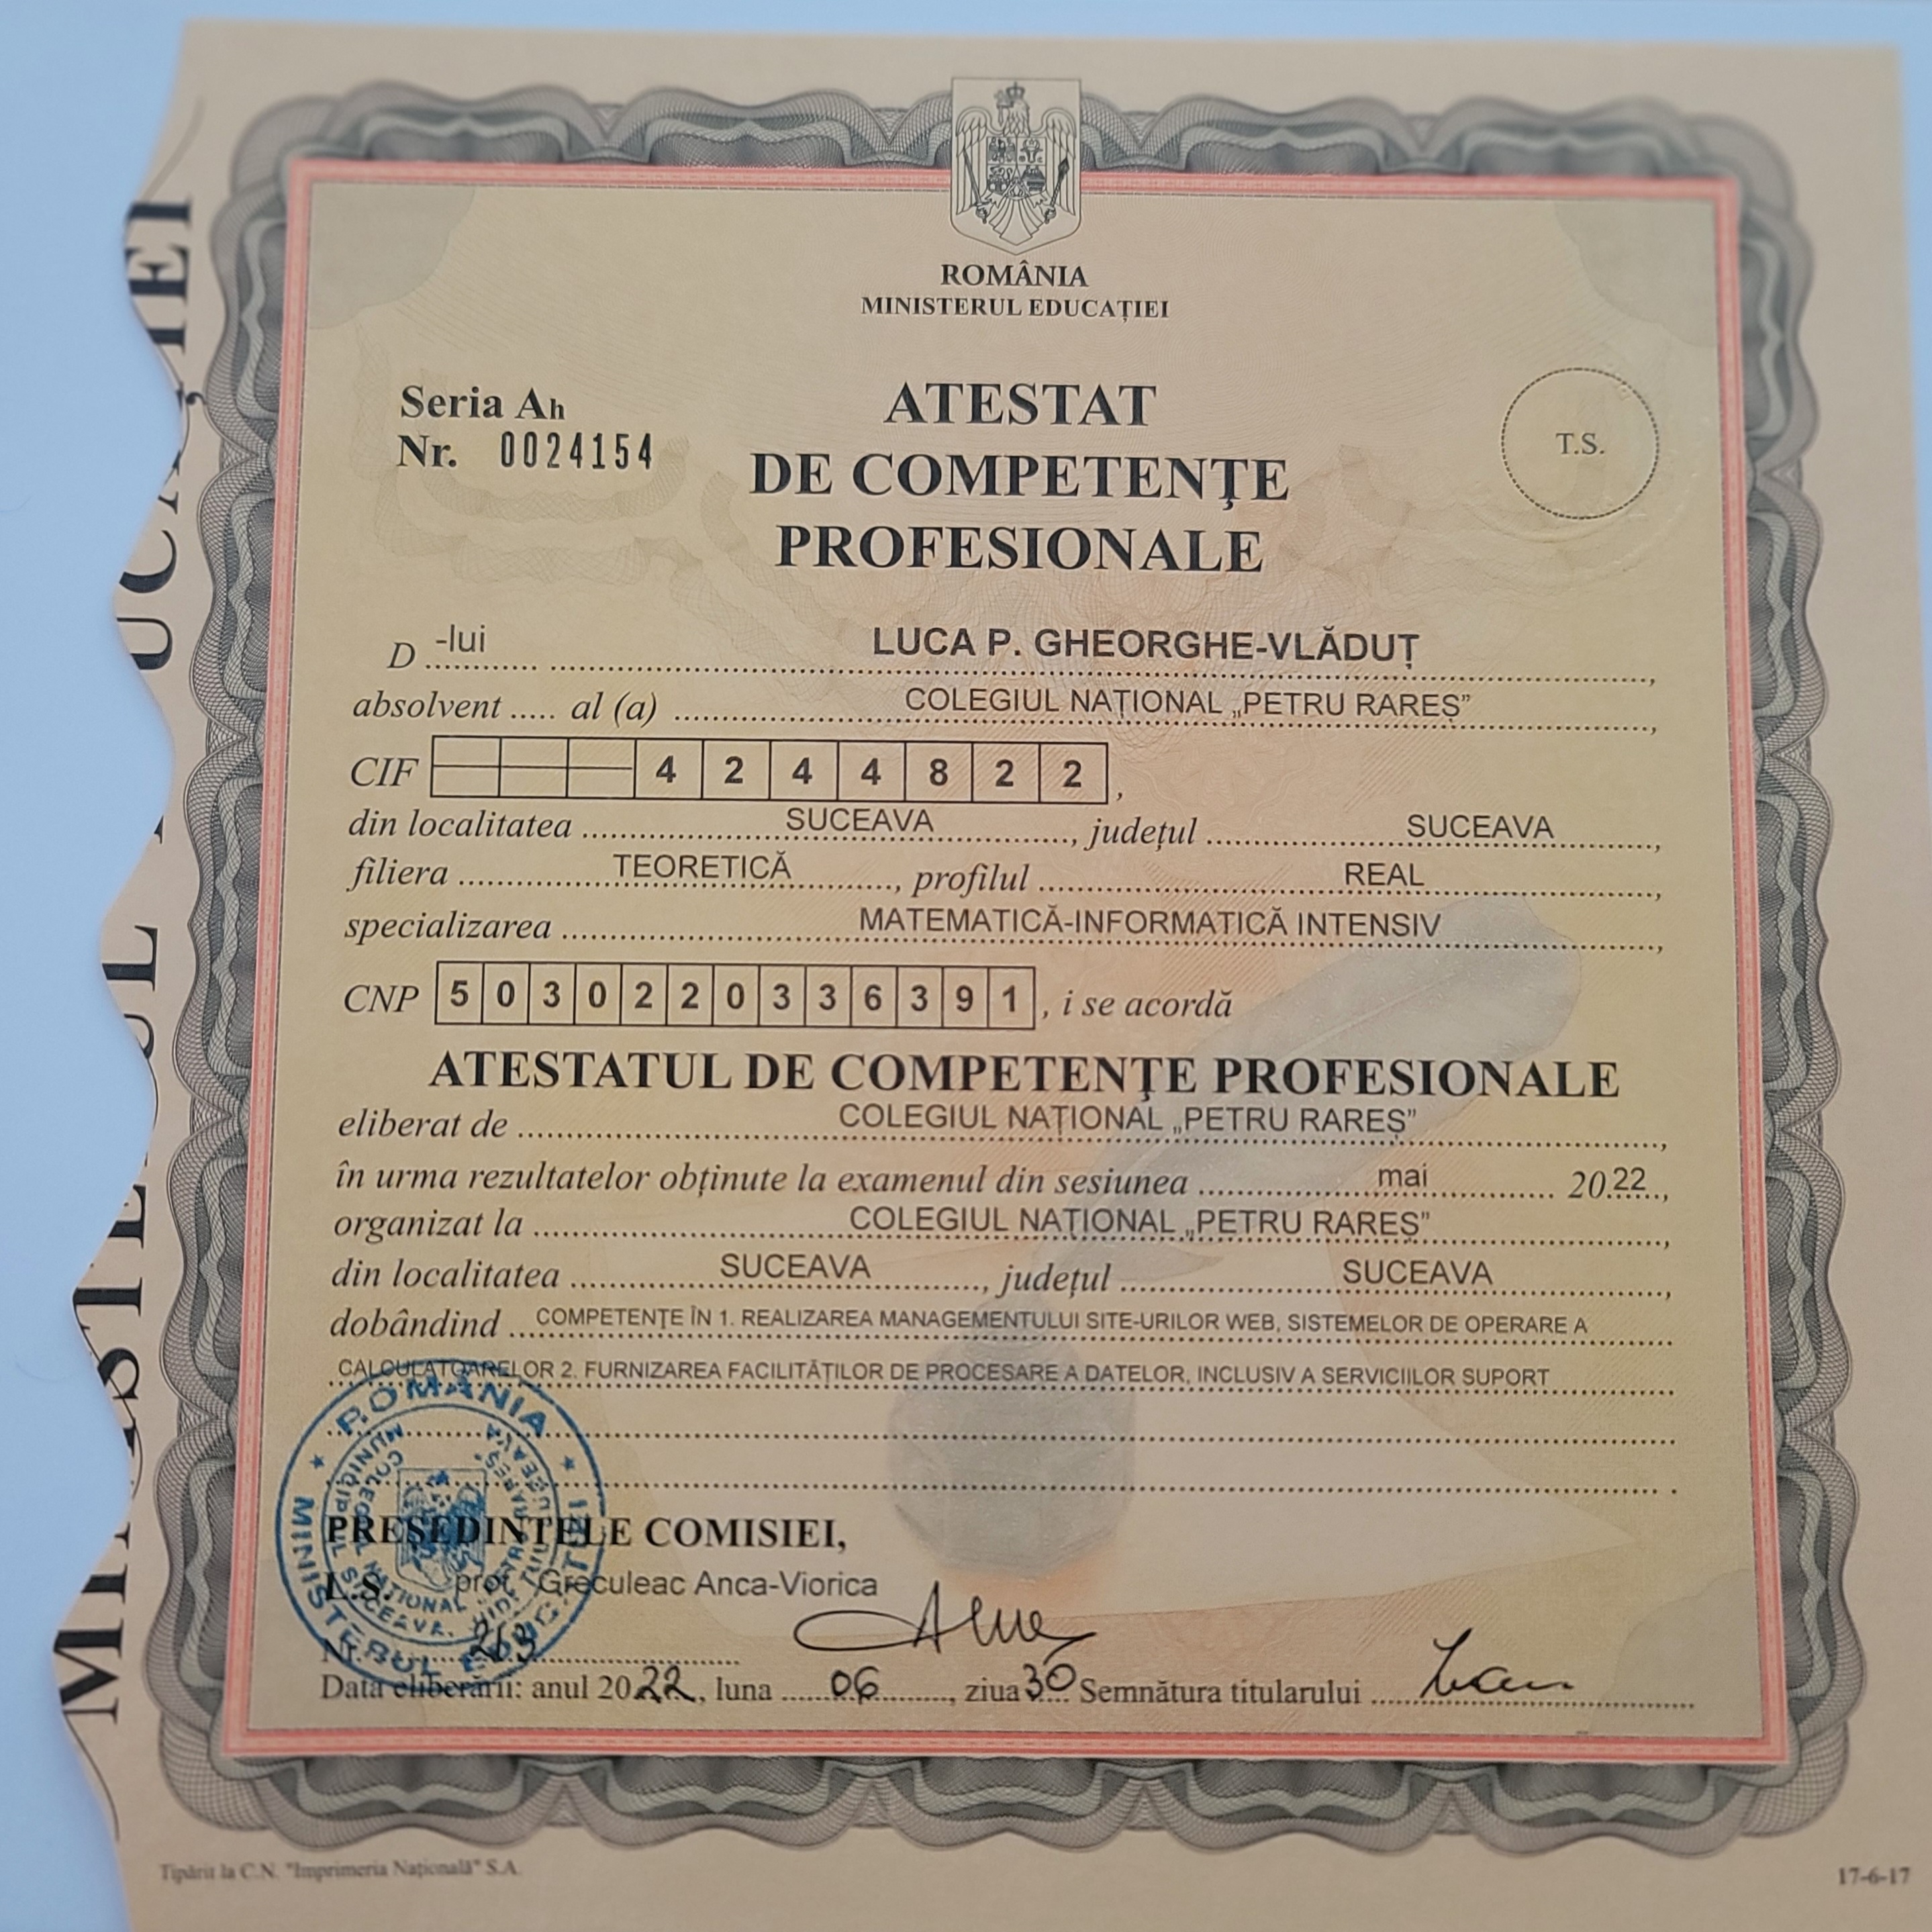 ROMÂNIA
MINISTERUL EDUCAȚIEI
Seria Ah
Nr. 0024154
ATESTAT
DE COMPETENŢE
PROFESIONALE
T.S.
D -lui LUCA P. GHEORGHE-VLĂDUȚ,
absolvent ..... al (a) COLEGIUL NAȚIONAL „PETRU RAREȘ”,
CIF 4 2 4 4 8 2 2,
din localitatea SUCEAVA, județul SUCEAVA,
filiera TEORETICĂ, profilul REAL,
specializarea MATEMATICĂ-INFORMATICĂ INTENSIV,
CNP 5 0 3 0 2 2 0 3 3 6 3 9 1, i se acordă
ATESTATUL DE COMPETENŢE PROFESIONALE
eliberat de COLEGIUL NAȚIONAL „PETRU RAREȘ”,
în urma rezultatelor obținute la examenul din sesiunea mai 2022,
organizat la COLEGIUL NAȚIONAL „PETRU RAREȘ”,
din localitatea SUCEAVA, județul SUCEAVA,
dobândind COMPETENŢE ÎN 1. REALIZAREA MANAGEMENTULUI SITE-URILOR WEB, SISTEMELOR DE OPERARE A
CALCULATOARELOR 2. FURNIZAREA FACILITĂȚILOR DE PROCESARE A DATELOR, INCLUSIV A SERVICIILOR SUPORT
PREȘEDINTELE COMISIEI,
L.S. prof. Greculeac Anca-Viorica
Nr. 263
Data eliberării: anul 2022, luna 06, ziua 30 Semnătura titularului
ROMÂNIA
MINISTERUL EDUCAȚIEI
COLEGIUL NAȚIONAL PETRU RAREȘ
MUNICIPIUL SUCEAVA, JUDEȚUL SUCEAVA
Tipărit la C.N. "Imprimeria Națională" S.A.
17-6-17